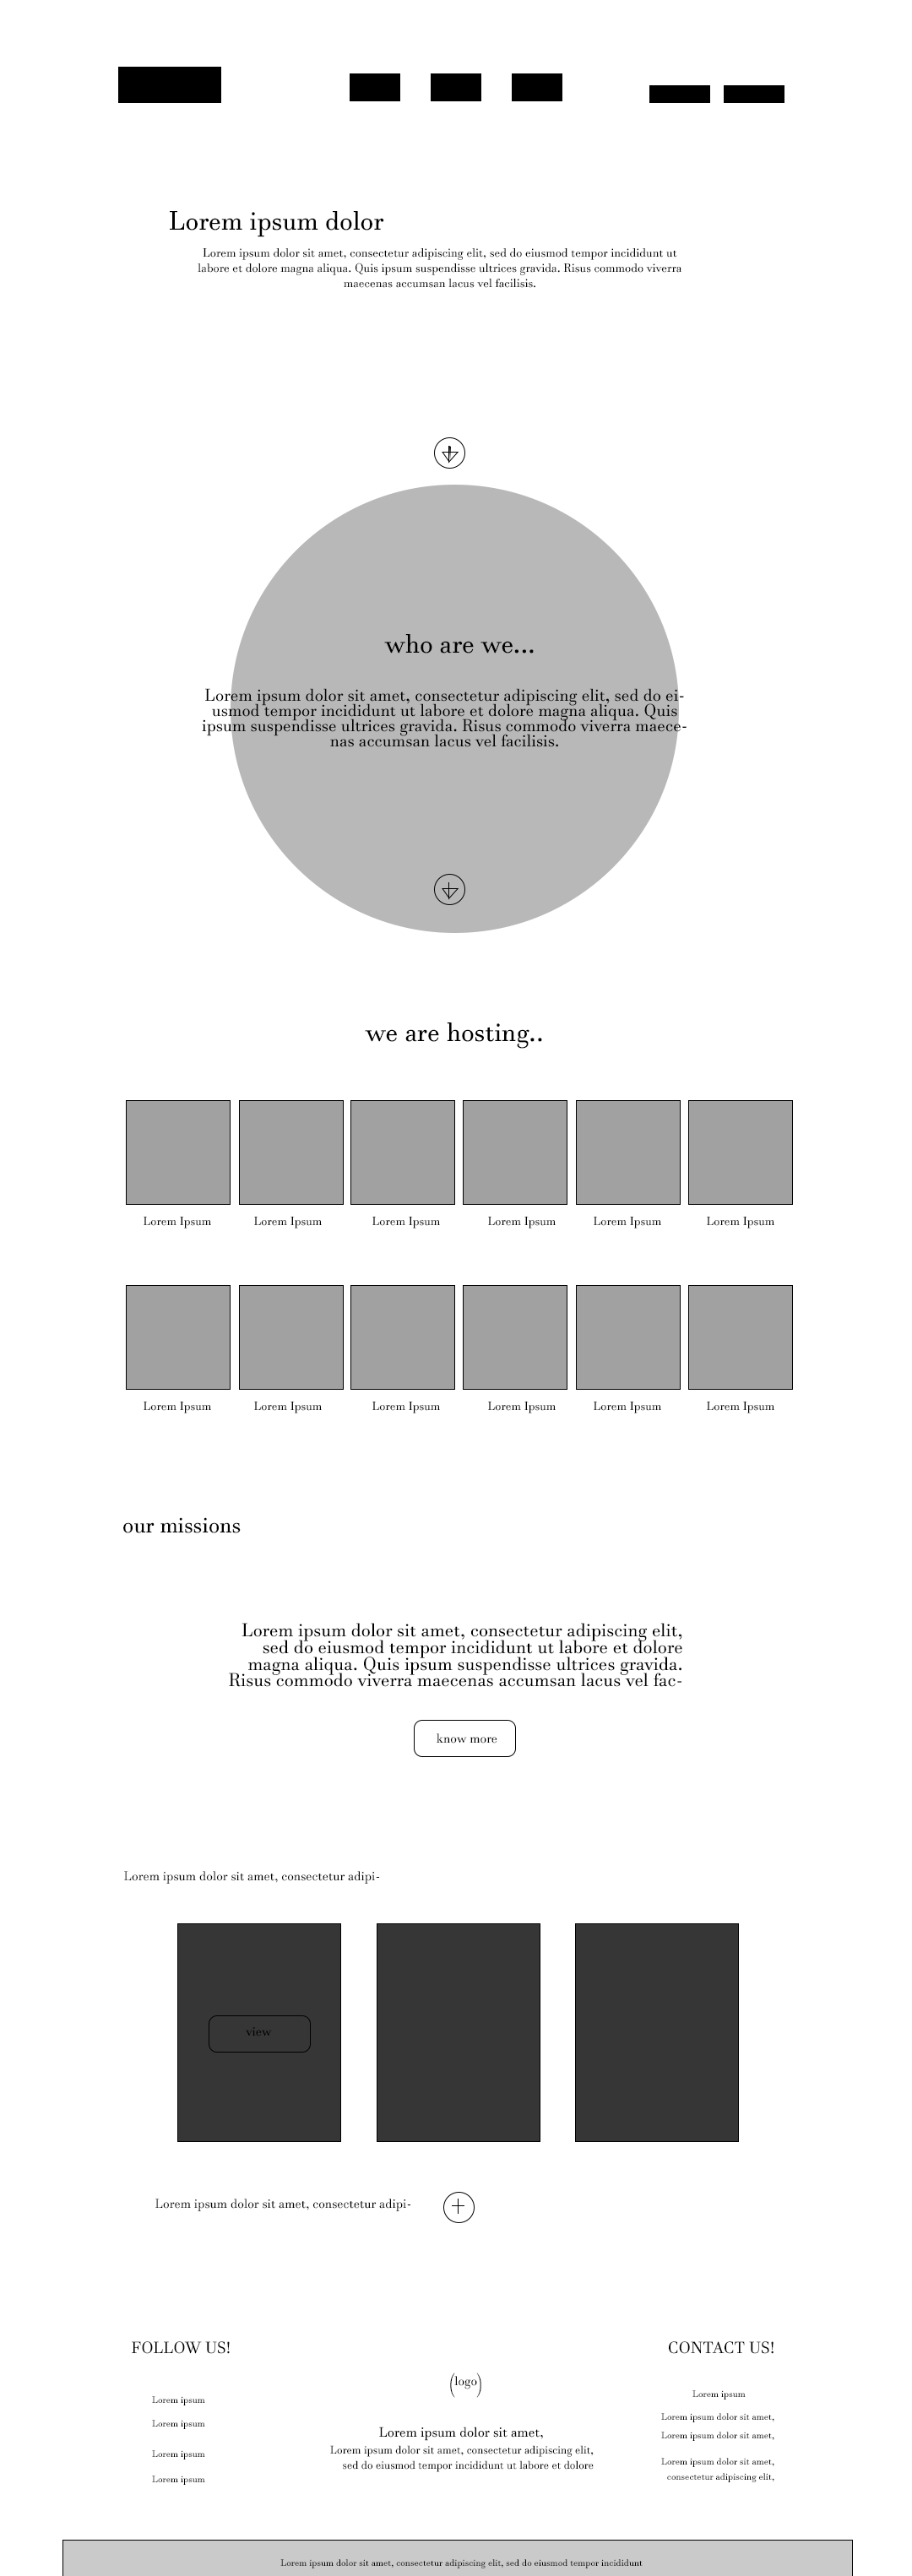 Lorem ipsum dolor
Lorem ipsum dolor sit amet, consectetur adipiscing elit, sed do eiusmod tempor incididunt ut
labore et dolore magna aliqua. Quis ipsum suspendisse ultrices gravida. Risus commodo viverra
maecenas accumsan lacus vel facilisis.
who are we...
Lorem ipsum dolor sit amet, consectetur adipiscing elit, sed do ei-
usmod tempor incididunt ut labore et dolore magna aliqua. Quis
ipsum suspendisse ultrices gravida. Risus commodo viverra maece-
nas accumsan lacus vel facilisis.
we are hosting..
Lorem Ipsum Lorem Ipsum Lorem Ipsum Lorem Ipsum Lorem Ipsum Lorem Ipsum
Lorem Ipsum Lorem Ipsum Lorem Ipsum Lorem Ipsum Lorem Ipsum Lorem Ipsum
our missions
Lorem ipsum dolor sit amet, consectetur adipiscing elit,
sed do eiusmod tempor incididunt ut labore et dolore
magna aliqua. Quis ipsum suspendisse ultrices gravida.
Risus commodo viverra maecenas accumsan lacus vel fac-
know more
Lorem ipsum dolor sit amet, consectetur adipi-
view
Lorem ipsum dolor sit amet, consectetur adipi-
FOLLOW US!
Lorem ipsum
Lorem ipsum
Lorem ipsum
Lorem ipsum
(logo)
Lorem ipsum dolor sit amet,
Lorem ipsum dolor sit amet, consectetur adipiscing elit,
sed do eiusmod tempor incididunt ut labore et dolore
CONTACT US!
Lorem ipsum
Lorem ipsum dolor sit amet,
Lorem ipsum dolor sit amet,
Lorem ipsum dolor sit amet,
consectetur adipiscing elit,
Lorem ipsum dolor sit amet, consectetur adipiscing elit, sed do eiusmod tempor incididunt